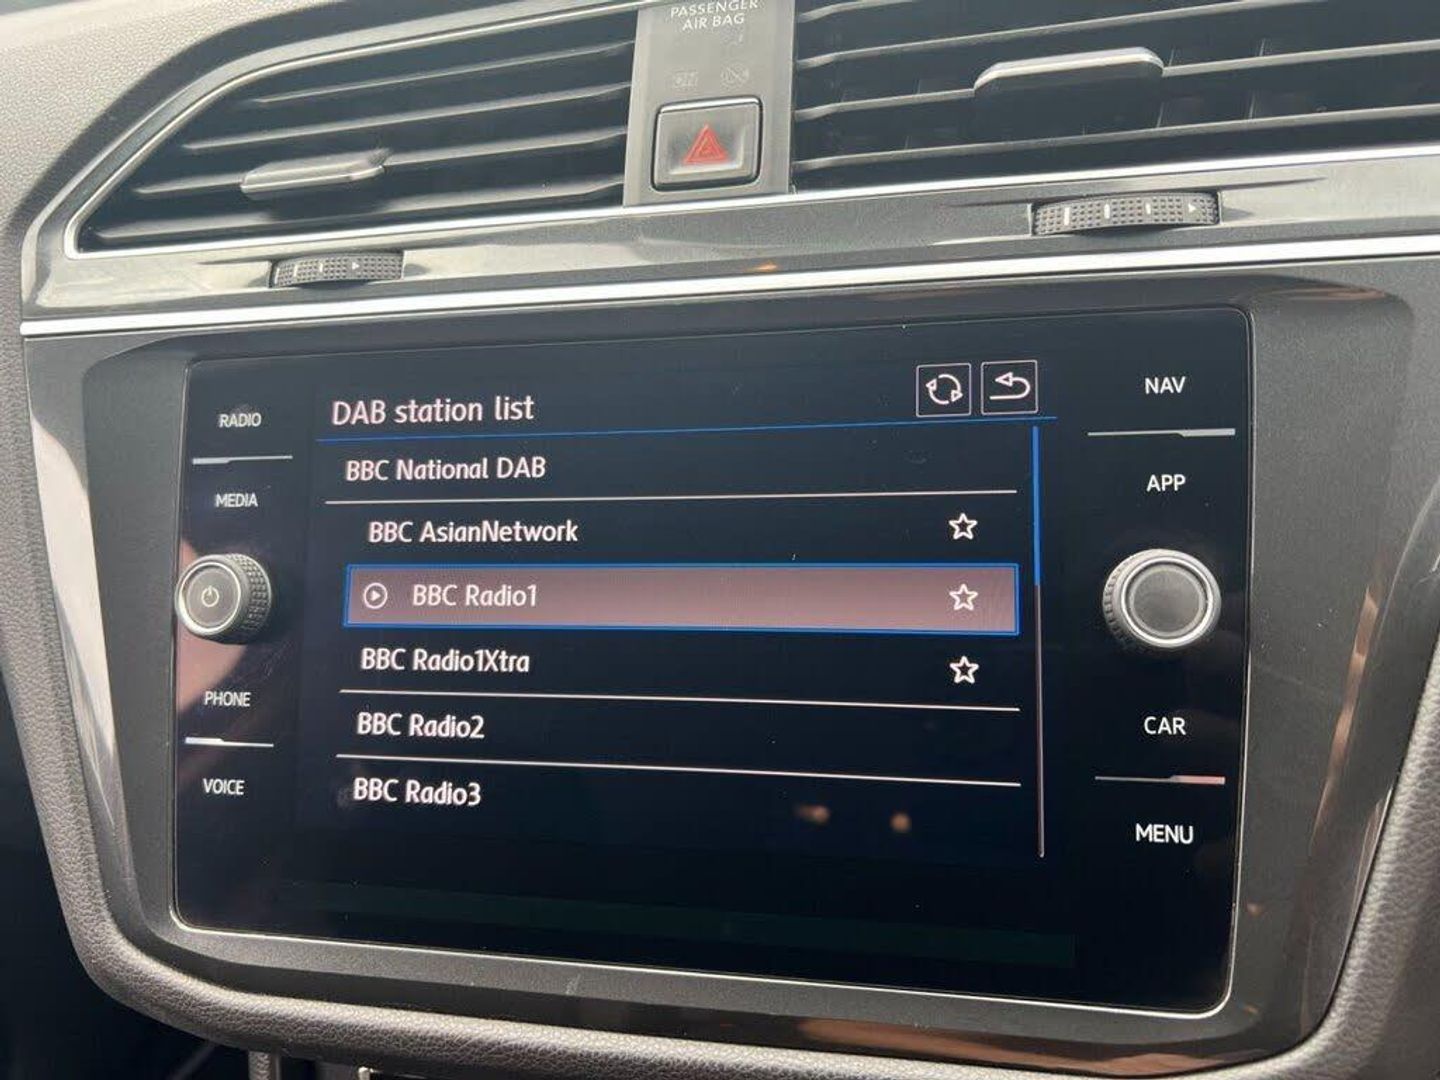 PASSENGER
AIR BAG
RADIO
MEDIA
PHONE
VOICE
DAB station list
BBC National DAB
BBC AsianNetwork
BBC Radio1
BBC Radio1Xtra
BBC Radio2
BBC Radio3
NAV
APP
CAR
MENU